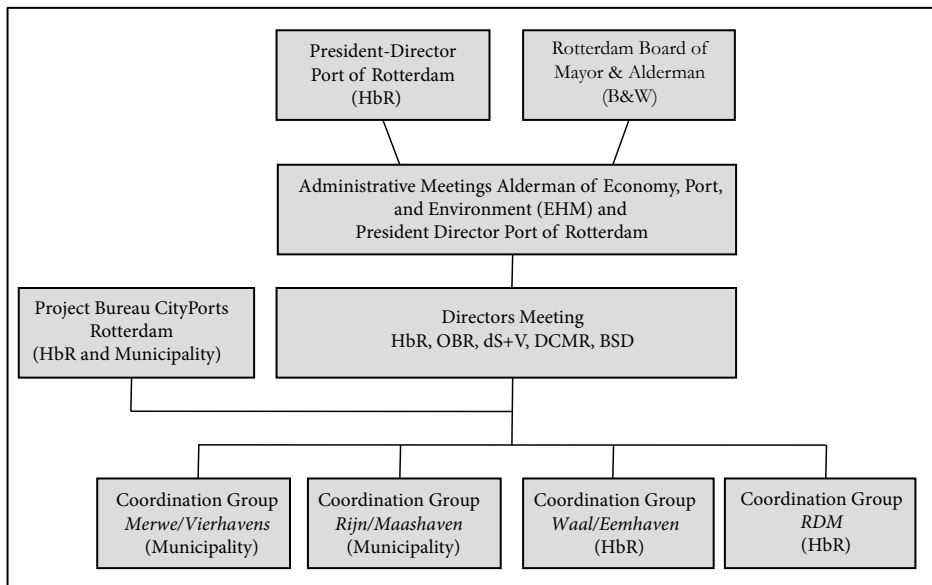 President-Director
Port of Rotterdam
(HbR)
Rotterdam Board of
Mayor & Alderman
(B&W)
Administrative Meetings Alderman of Economy, Port,
and Environment (EHM) and
President Director Port of Rotterdam
Project Bureau CityPorts
Rotterdam
(HbR and Municipality)
Directors Meeting
HbR, OBR, dS+V, DCMR, BSD
Coordination Group
Merwe/Vierhavens
(Municipality)
Coordination Group
Rijn/Maashaven
(Municipality)
Coordination Group
Waal/Eemhaven
(HbR)
Coordination Group
RDM
(HbR)